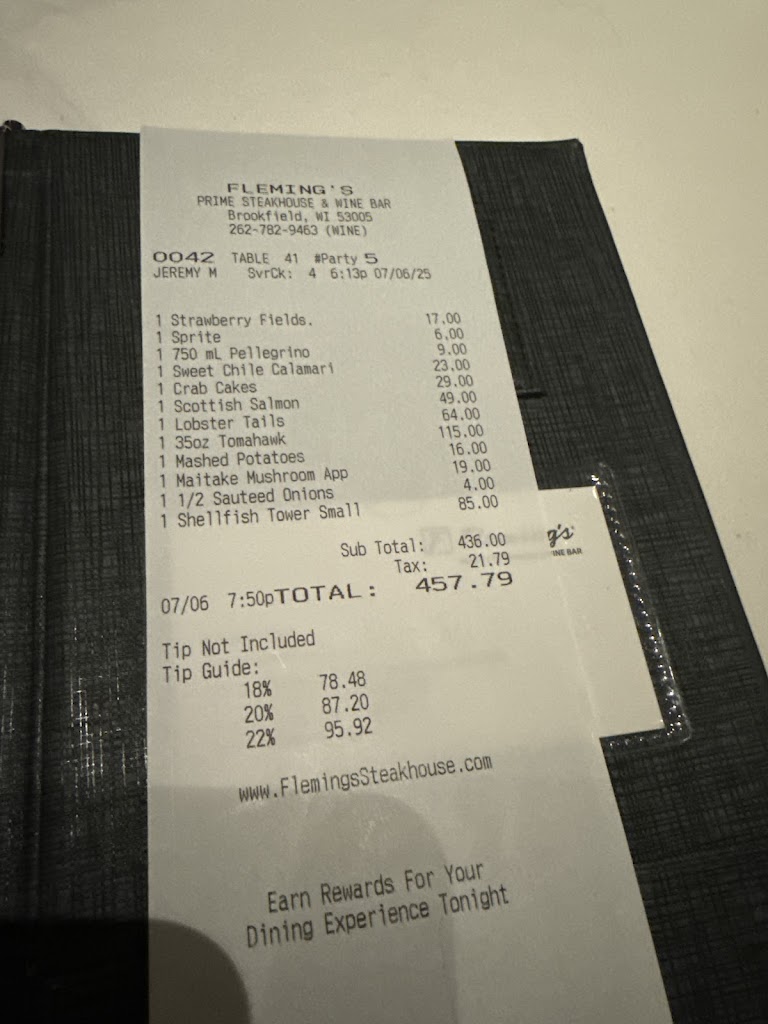 FLEMING'S
PRIME STEAKHOUSE & WINE BAR
Brookfield, WI 53005
262-782-9463 (WINE)
0042 TABLE 41 #Party 5
JEREMY M SvrCk: 4 6:13p 07/06/25
1 Strawberry Fields. 17.00
1 Sprite 6.00
1 750 mL Pellegrino 9.00
1 Sweet Chile Calamari 23.00
1 Crab Cakes 29.00
1 Scottish Salmon 49.00
1 Lobster Tails 64.00
1 35oz Tomahawk 115.00
1 Mashed Potatoes 16.00
1 Maitake Mushroom App 19.00
1 1/2 Sauteed Onions 4.00
1 Shellfish Tower Small 85.00
Sub Total: 436.00
Tax: 21.79
07/06 7:50pTOTAL: 457.79
Tip Not Included
Tip Guide:
18% 78.48
20% 87.20
22% 95.92
www.FlemingsSteakhouse.com
Earn Rewards For Your
Dining Experience Tonight
g's
INE BAR